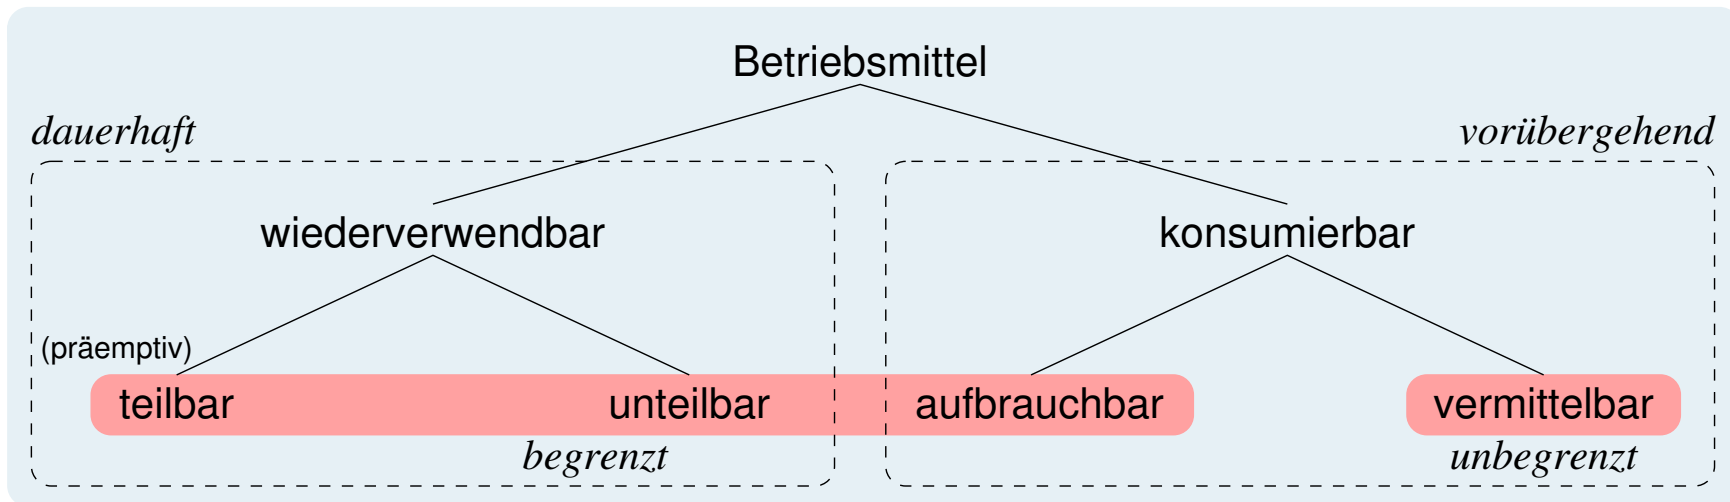 Betriebsmittel
dauerhaft
vorübergehend
wiederverwendbar
konsumierbar
(präemptiv)
teilbar
unteilbar
aufbrauchbar
vermittelbar
begrenzt
unbegrenzt